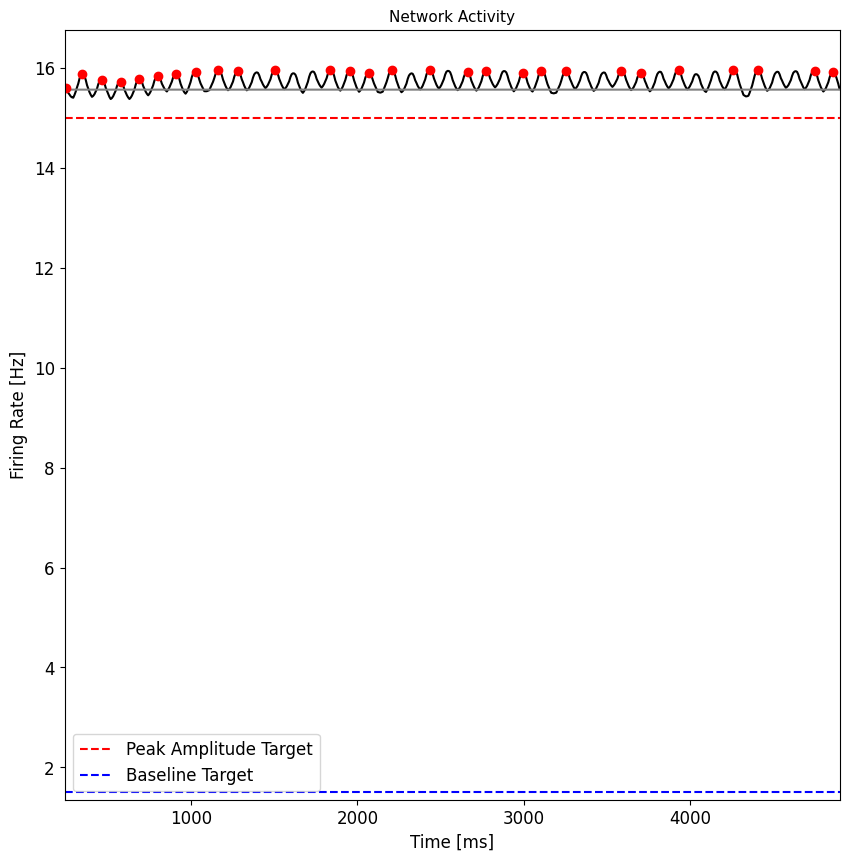 Network Activity
16
14
12
10
8
6
4
2
Firing Rate [Hz]
Peak Amplitude Target
Baseline Target
1000
2000
3000
4000
Time [ms]